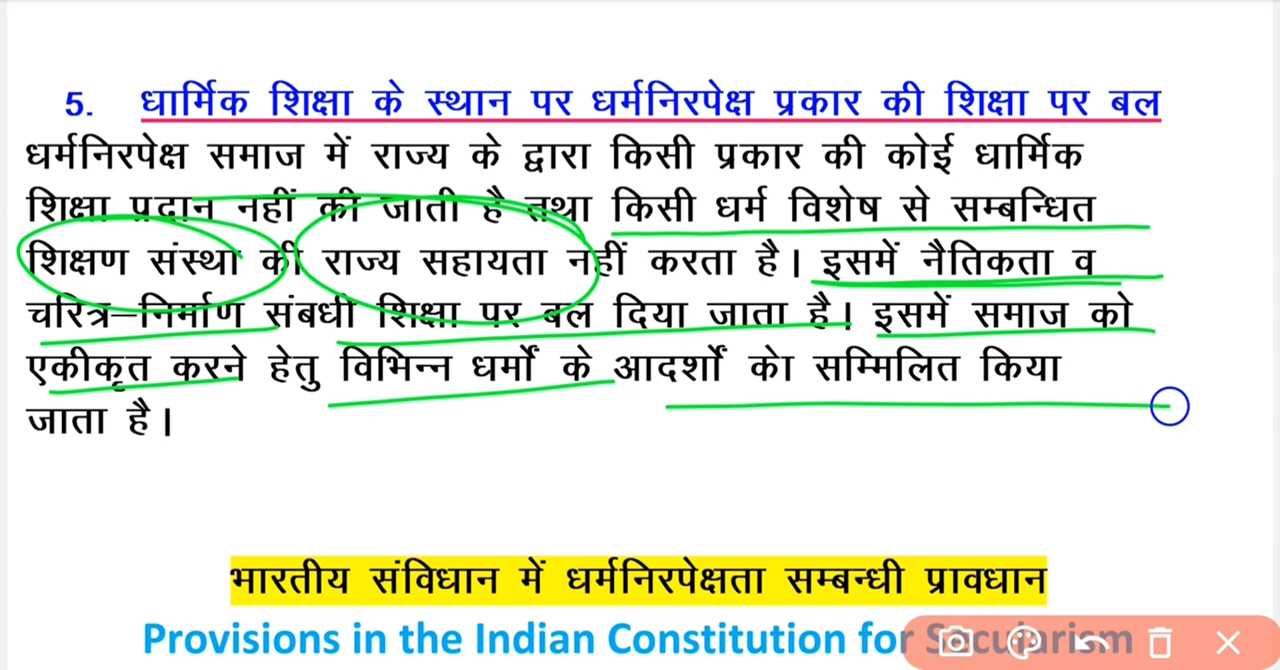 5. धार्मिक शिक्षा के स्थान पर धर्मनिरपेक्ष प्रकार की शिक्षा पर बल
धर्मनिरपेक्ष समाज में राज्य के द्वारा किसी प्रकार की कोई धार्मिक
शिक्षा प्रदान नहीं की जाती है तथा किसी धर्म विशेष से सम्बन्धित
शिक्षण संस्था की राज्य सहायता नहीं करता है। इसमें नैतिकता व
चरित्र–निर्माण संबधी शिक्षा पर बल दिया जाता है। इसमें समाज को
एकीकृत करने हेतु विभिन्न धर्मों के आदर्शों को सम्मिलित किया
जाता है।
भारतीय संविधान में धर्मनिरपेक्षता सम्बन्धी प्रावधान
Provisions in the Indian Constitution for Secularism